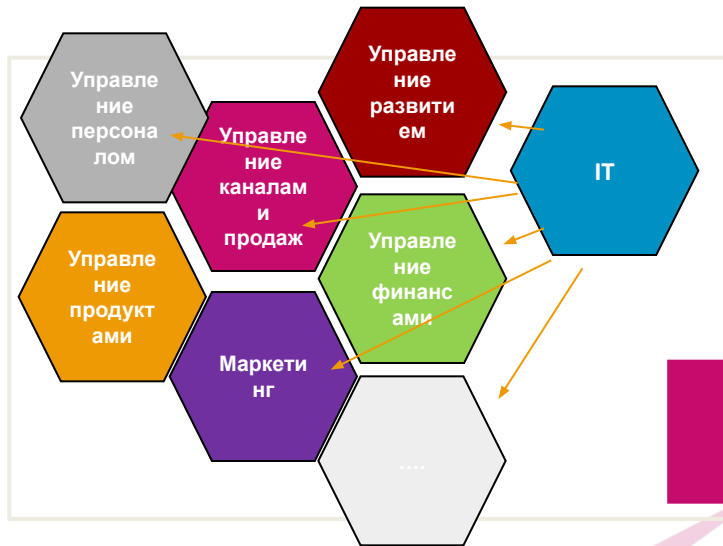 Управле
ние
персона
лом
Управле
ние
каналам
и
продаж
Управле
ние
развити
ем
IT
Управле
ние
продукт
ами
Маркети
нг
Управле
ние
финанс
ами
....